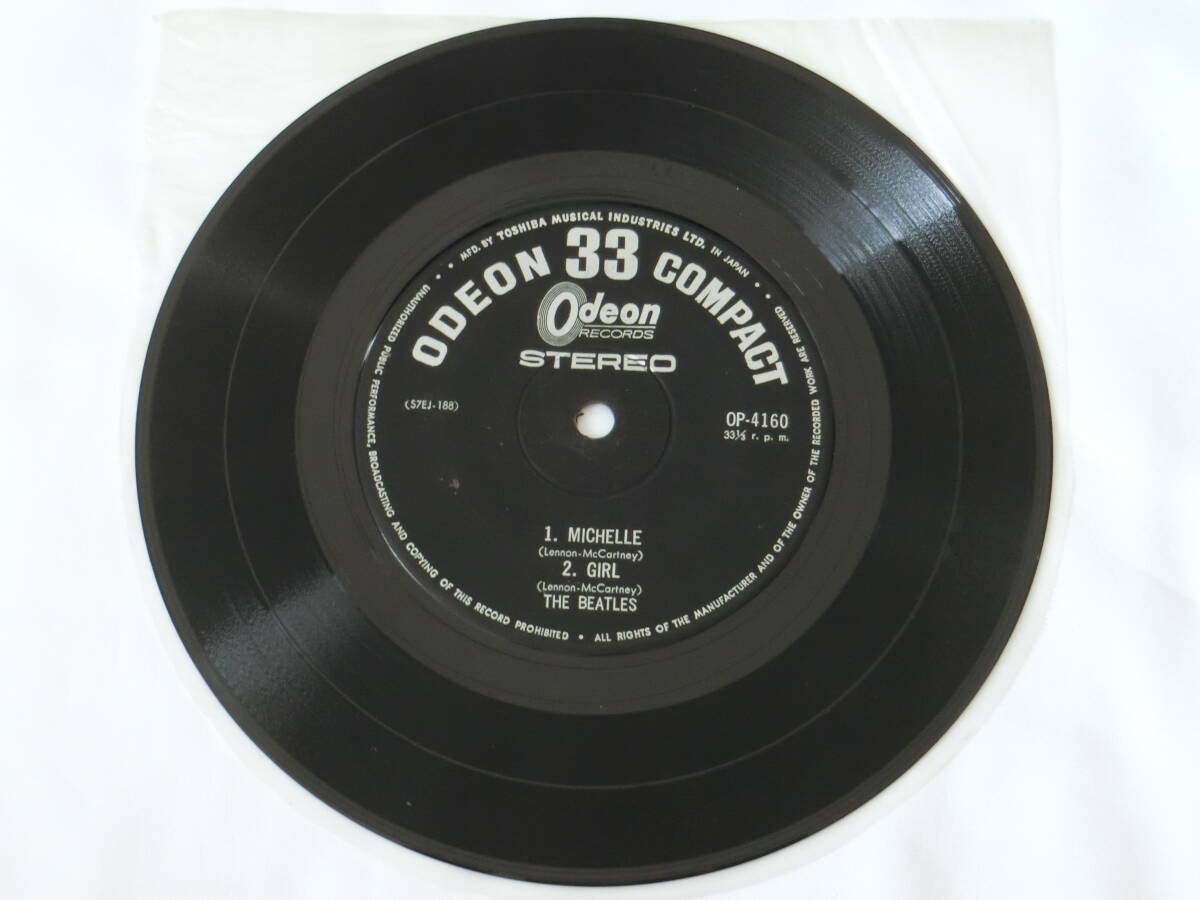 MFD. BY TOSHIBA MUSICAL INDUSTRIES LTD. IN JAPAN
ODEON 33 COMPACT
Odeon
RECORDS
STEREO
(S7EJ-188)
OP-4160
33⅓ r. p. m.
1. MICHELLE
(Lennon-McCartney)
2. GIRL
(Lennon-McCartney)
THE BEATLES
UNAUTHORIZED PUBLIC PERFORMANCE, BROADCASTING AND COPYING OF THIS RECORD PROHIBITED • ALL RIGHTS OF THE MANUFACTURER AND OF THE OWNER OF THE RECORDED WORK ARE RESERVED